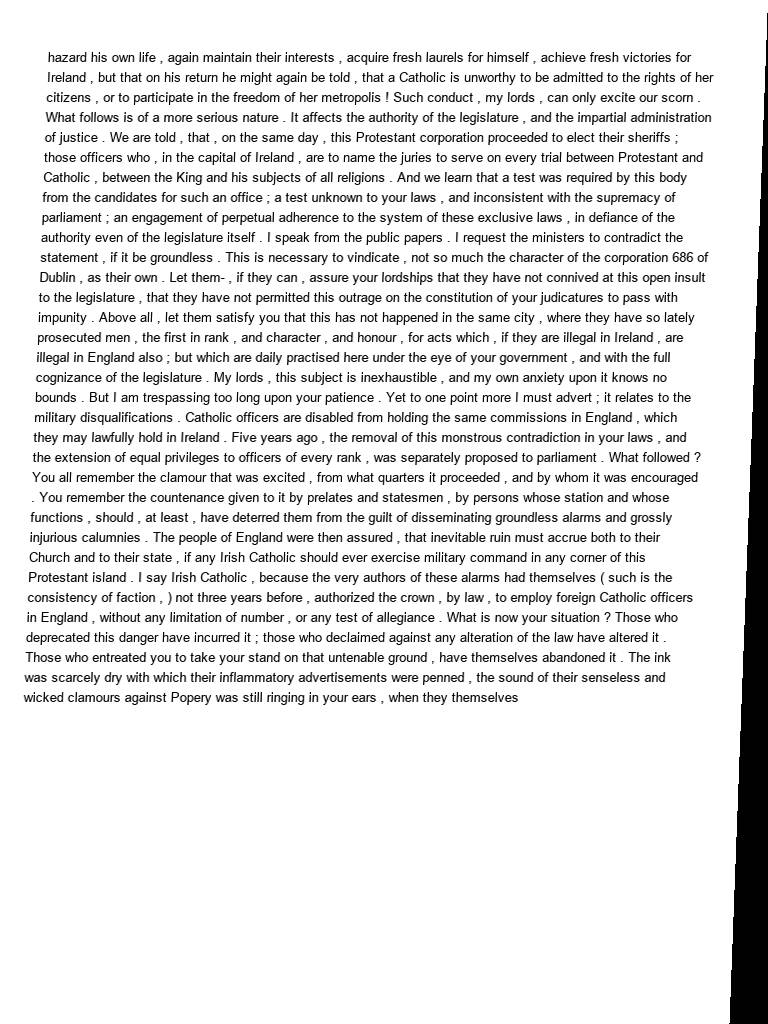 hazard his own life , again maintain their interests , acquire fresh laurels for himself , achieve fresh victories for
Ireland , but that on his return he might again be told , that a Catholic is unworthy to be admitted to the rights of her
citizens , or to participate in the freedom of her metropolis ! Such conduct , my lords , can only excite our scorn .
What follows is of a more serious nature . It affects the authority of the legislature , and the impartial administration
of justice . We are told , that , on the same day , this Protestant corporation proceeded to elect their sheriffs ;
those officers who , in the capital of Ireland , are to name the juries to serve on every trial between Protestant and
Catholic , between the King and his subjects of all religions . And we learn that a test was required by this body
from the candidates for such an office ; a test unknown to your laws , and inconsistent with the supremacy of
parliament ; an engagement of perpetual adherence to the system of these exclusive laws , in defiance of the
authority even of the legislature itself . I speak from the public papers . I request the ministers to contradict the
statement , if it be groundless . This is necessary to vindicate , not so much the character of the corporation 686 of
Dublin , as their own . Let them- , if they can , assure your lordships that they have not connived at this open insult
to the legislature , that they have not permitted this outrage on the constitution of your judicatures to pass with
impunity . Above all , let them satisfy you that this has not happened in the same city , where they have so lately
prosecuted men , the first in rank , and character , and honour , for acts which , if they are illegal in Ireland , are
illegal in England also ; but which are daily practised here under the eye of your government , and with the full
cognizance of the legislature . My lords , this subject is inexhaustible , and my own anxiety upon it knows no
bounds . But I am trespassing too long upon your patience . Yet to one point more I must advert ; it relates to the
military disqualifications . Catholic officers are disabled from holding the same commissions in England , which
they may lawfully hold in Ireland . Five years ago , the removal of this monstrous contradiction in your laws , and
the extension of equal privileges to officers of every rank , was separately proposed to parliament . What followed ?
You all remember the clamour that was excited , from what quarters it proceeded , and by whom it was encouraged
. You remember the countenance given to it by prelates and statesmen , by persons whose station and whose
functions , should , at least , have deterred them from the guilt of disseminating groundless alarms and grossly
injurious calumnies . The people of England were then assured , that inevitable ruin must accrue both to their
Church and to their state , if any Irish Catholic should ever exercise military command in any corner of this
Protestant island . I say Irish Catholic , because the very authors of these alarms had themselves ( such is the
consistency of faction , ) not three years before , authorized the crown , by law , to employ foreign Catholic officers
in England , without any limitation of number , or any test of allegiance . What is now your situation ? Those who
deprecated this danger have incurred it ; those who declaimed against any alteration of the law have altered it .
Those who entreated you to take your stand on that untenable ground , have themselves abandoned it . The ink
was scarcely dry with which their inflammatory advertisements were penned , the sound of their senseless and
wicked clamours against Popery was still ringing in your ears , when they themselves